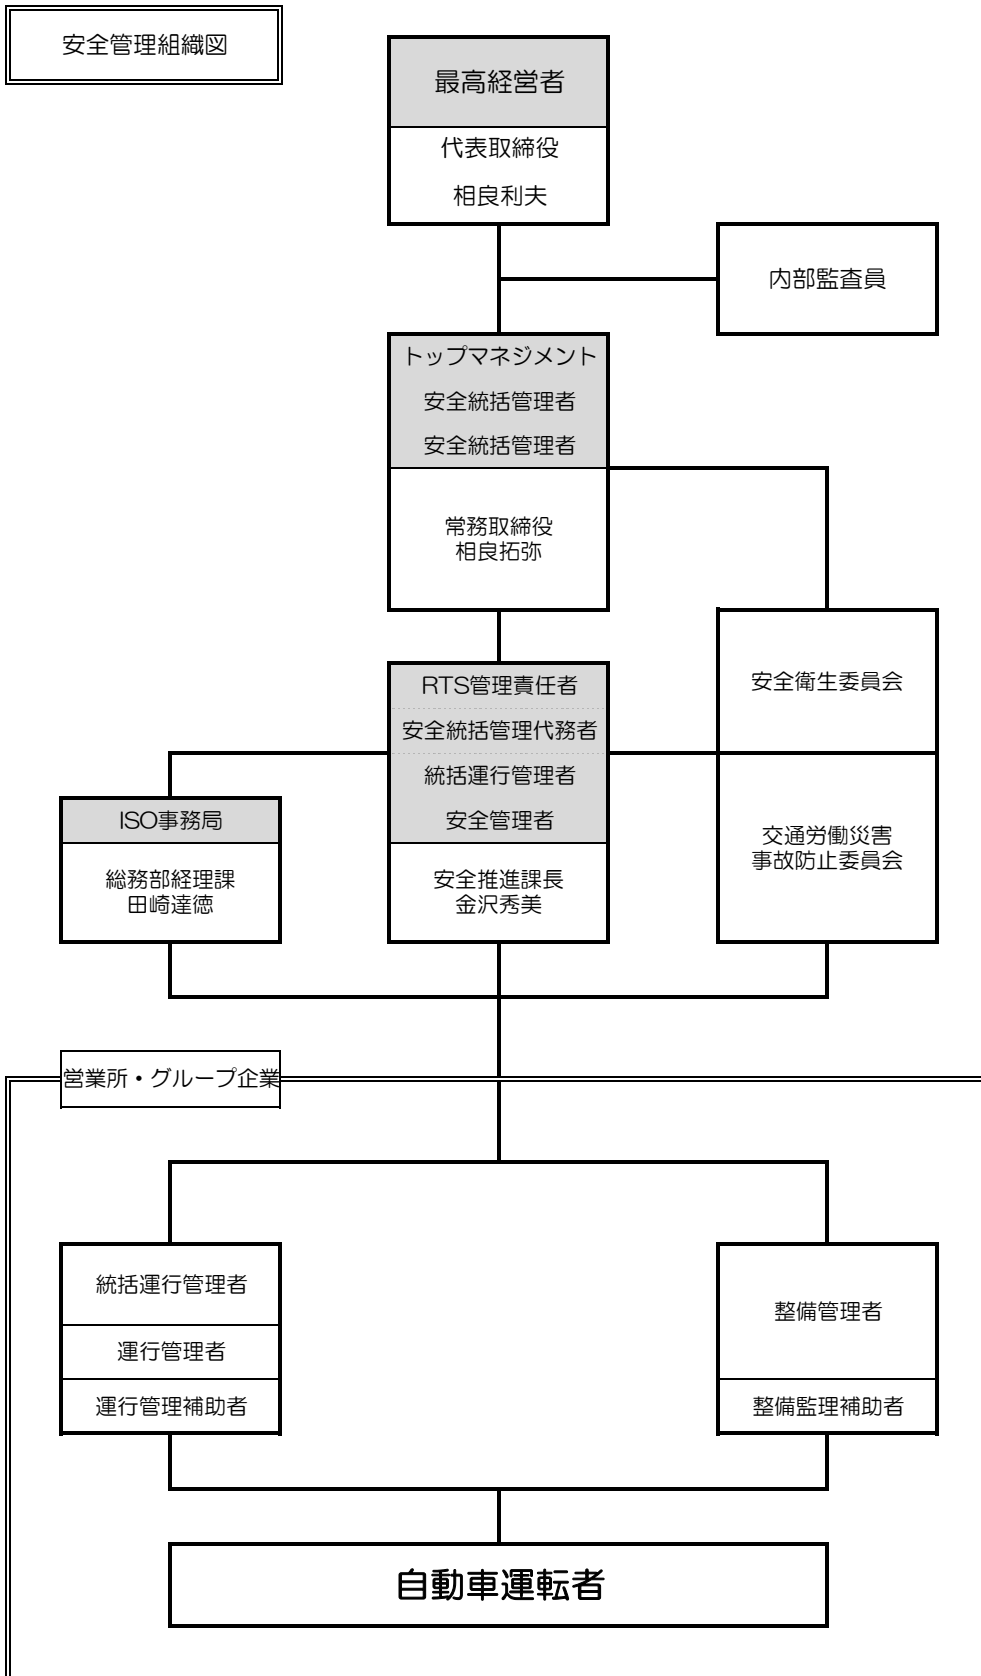 安全管理組織図
最高経営者
代表取締役
相良利夫
内部監査員
トップマネジメント
安全統括管理者
安全統括管理者
常務取締役
相良拓弥
RTS管理責任者
安全統括管理代務者
統括運行管理者
安全管理者
安全推進課長
金沢秀美
安全衛生委員会
交通労働災害
事故防止委員会
ISO事務局
総務部経理課
田崎達徳
営業所・グループ企業
統括運行管理者
運行管理者
運行管理補助者
整備管理者
整備監理補助者
自動車運転者